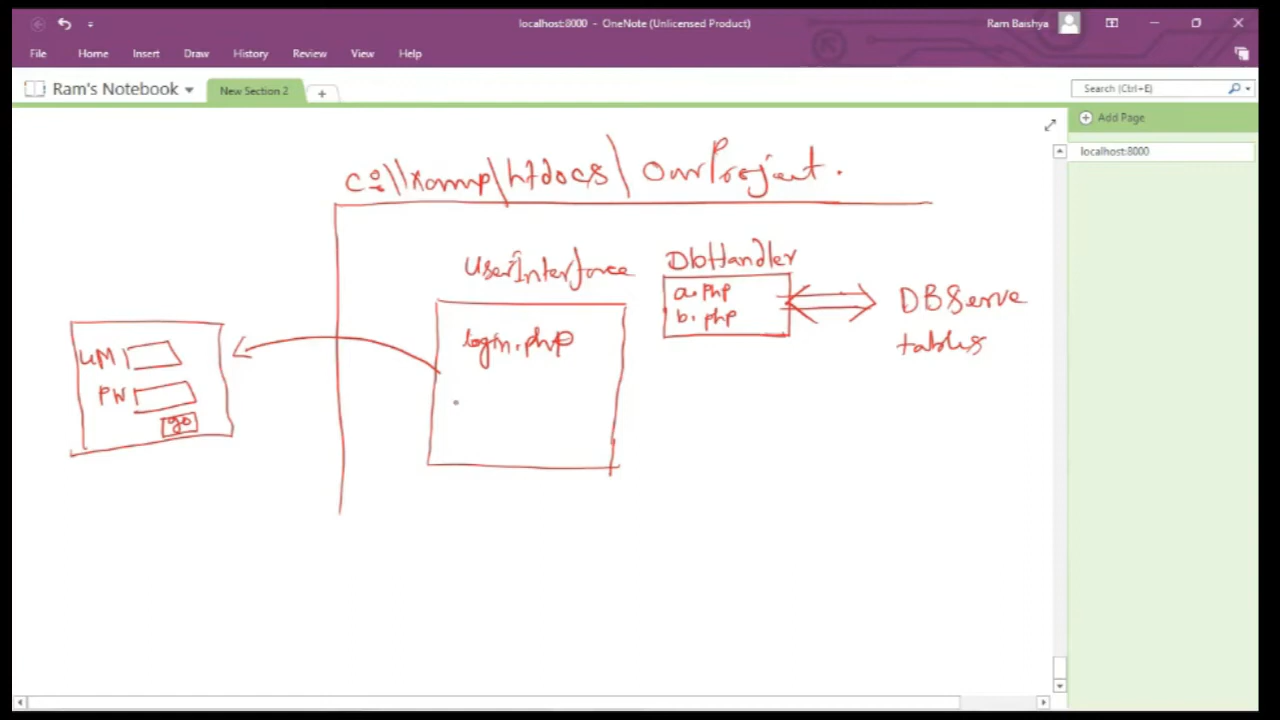 localhost:8000 - OneNote (Unlicensed Product)
Ram Baishya
File Home Insert Draw History Review View Help
Ram's Notebook
New Section 2
+
Search (Ctrl+E)
Add Page
localhost:8000
c:\\xamp\htdocs\OurProject.
UserInterface
DbHandler
a.php
b.php
DBServe
tables
login.php
UM
PW
go